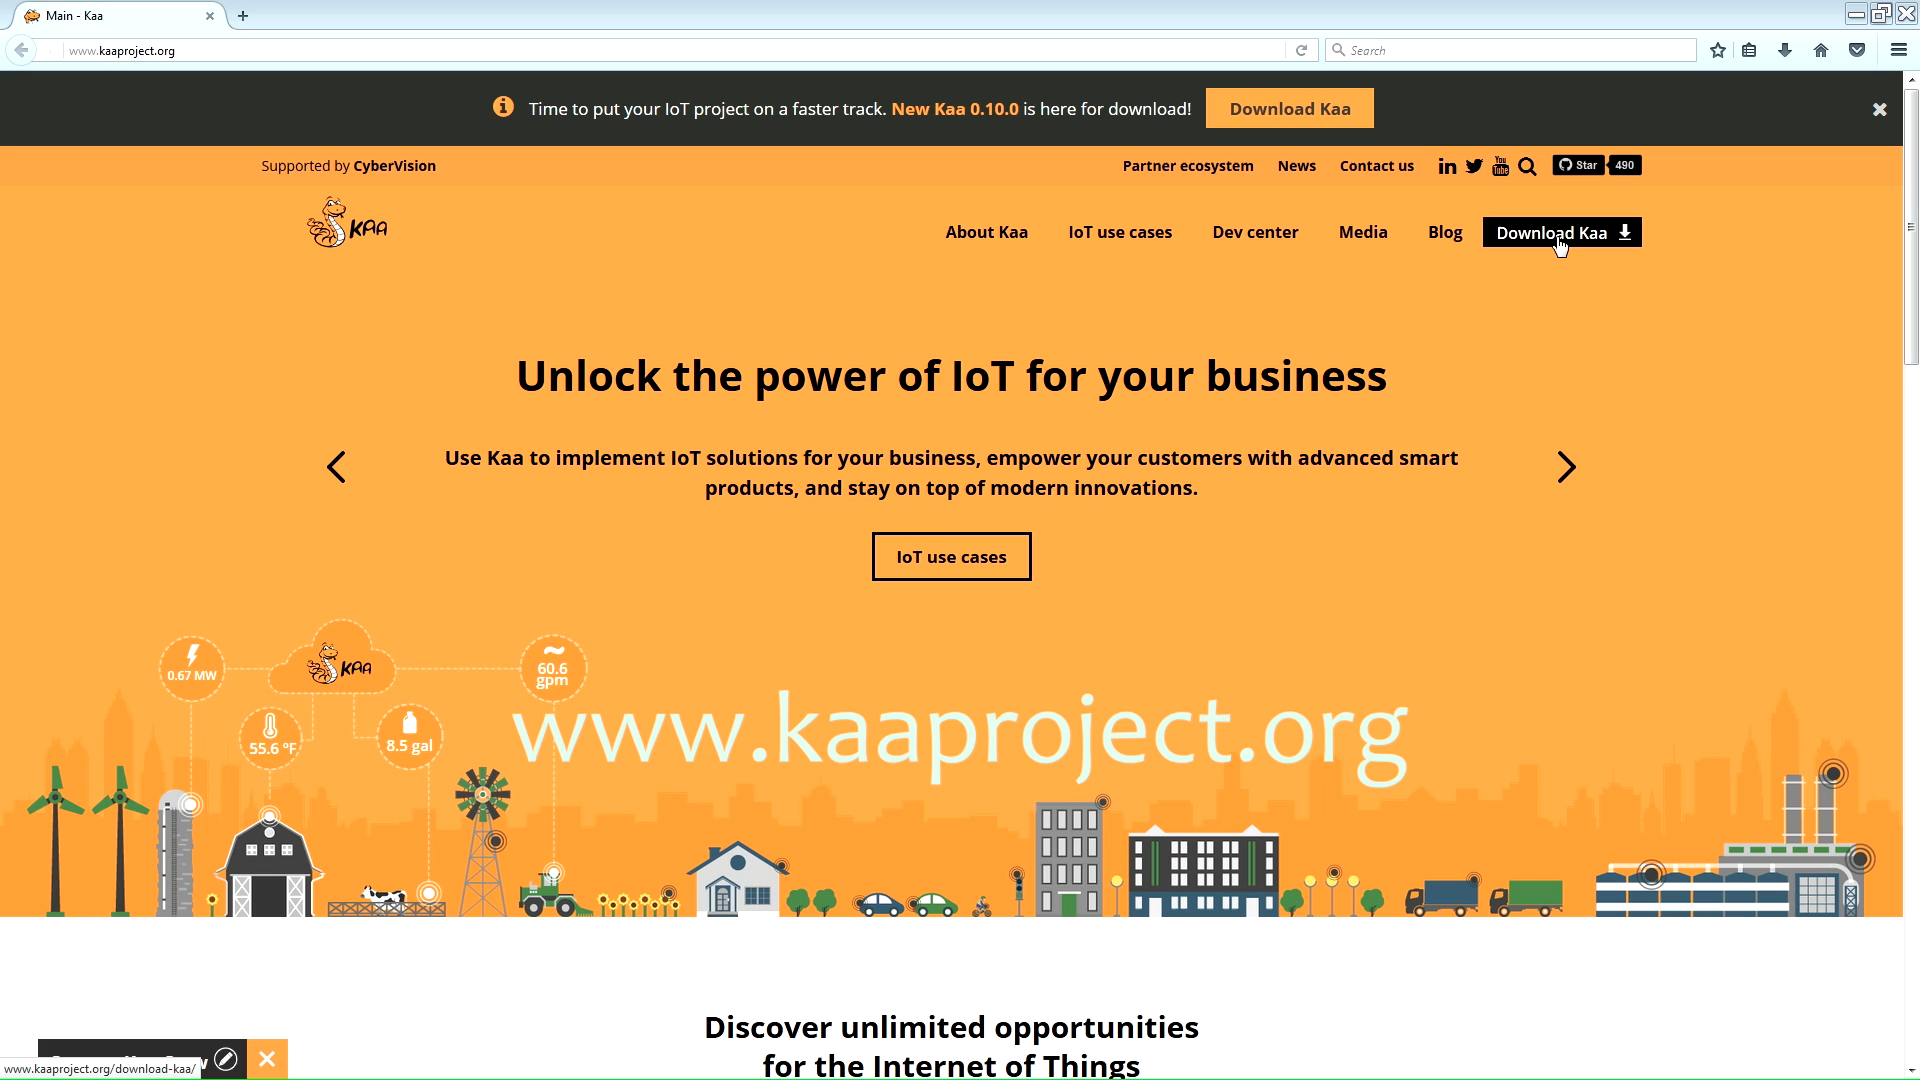 Main - Kaa
www.kaaproject.org
Search
Time to put your IoT project on a faster track. New Kaa 0.10.0 is here for download!
Download Kaa
Supported by CyberVision
Partner ecosystem
News
Contact us
in
You Tube
Star
490
KAA
About Kaa
IoT use cases
Dev center
Media
Blog
Download Kaa
Unlock the power of IoT for your business
Use Kaa to implement IoT solutions for your business, empower your customers with advanced smart
products, and stay on top of modern innovations.
IoT use cases
0.67 MW
KAA
60.6
gpm
55.6 °F
8.5 gal
www.kaaproject.org
Discover unlimited opportunities
for the Internet of Things
www.kaaproject.org/download-kaa/